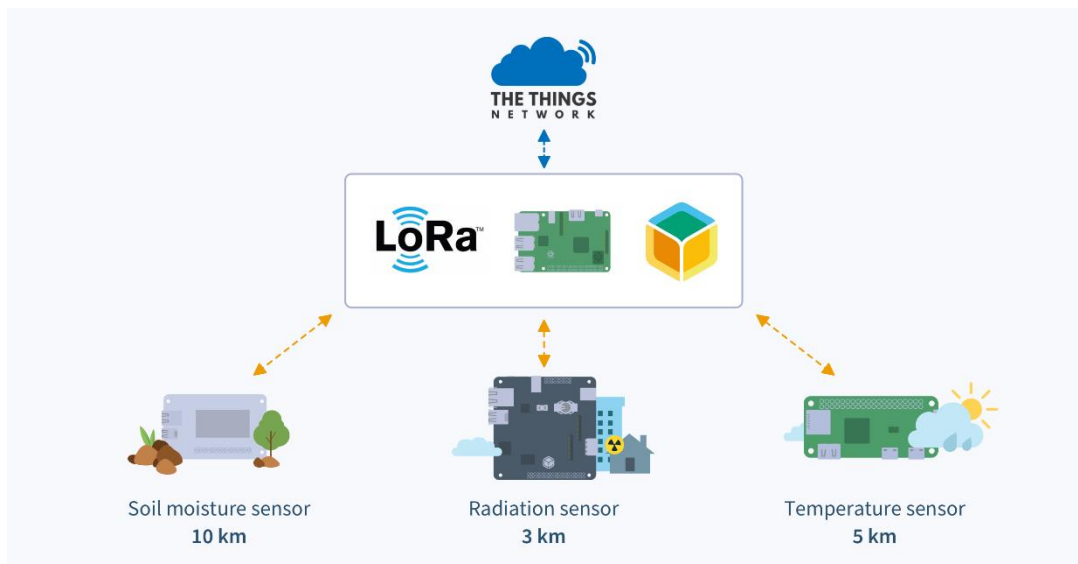 THE THINGS
NETWORK
LoRa™
Soil moisture sensor
10 km
Radiation sensor
3 km
Temperature sensor
5 km